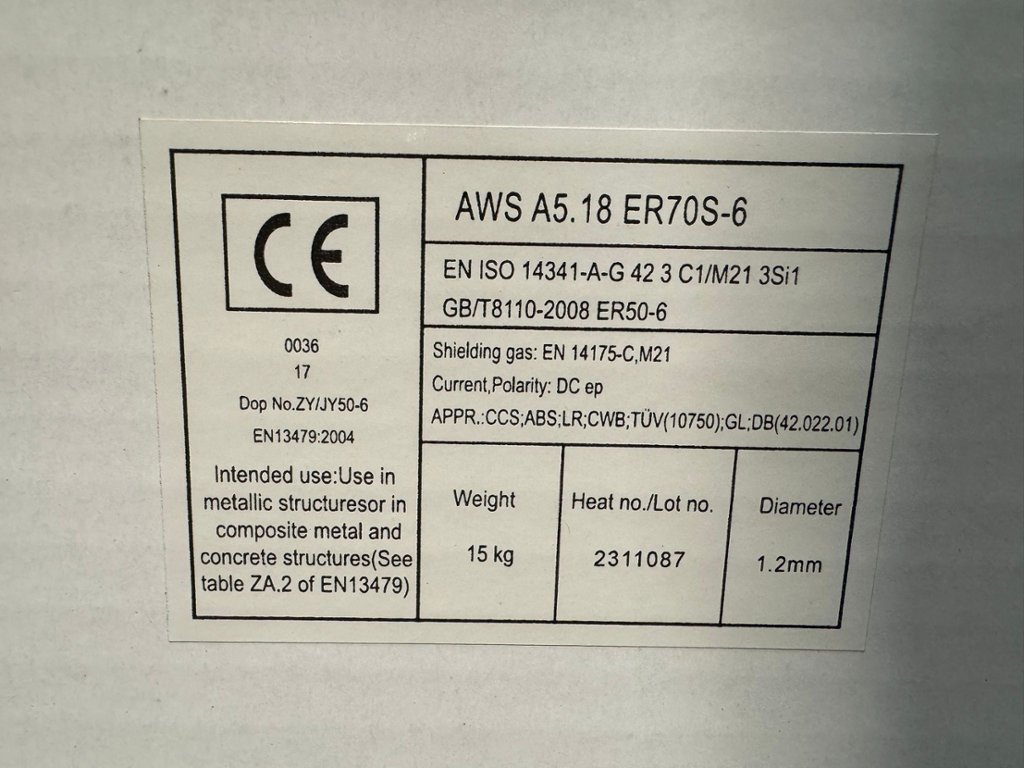 CE
0036
17
Dop No.ZY/JY50-6
EN13479:2004
Intended use:Use in
metallic structuresor in
composite metal and
concrete structures(See
table ZA.2 of EN13479)
AWS A5.18 ER70S-6
EN ISO 14341-A-G 42 3 C1/M21 3Si1
GB/T8110-2008 ER50-6
Shielding gas: EN 14175-C,M21
Current,Polarity: DC ep
APPR.:CCS;ABS;LR;CWB;TÜV(10750);GL;DB(42.022.01)
Weight
15 kg
Heat no./Lot no.
2311087
Diameter
1.2mm